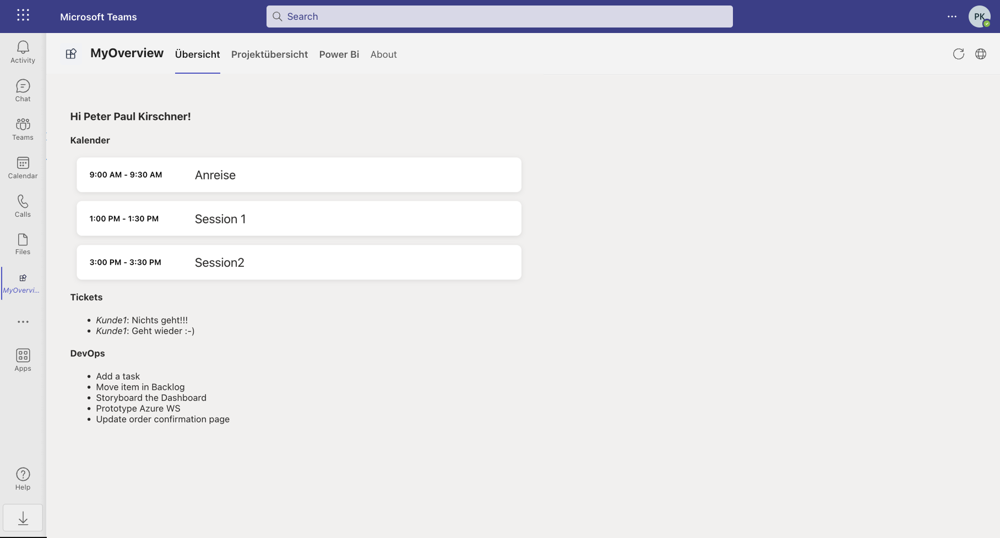 Microsoft Teams
Search
PK
Activity
Chat
Teams
Calendar
Calls
Files
MyOvervi...
Apps
Help
MyOverview Übersicht Projektübersicht Power Bi About
Hi Peter Paul Kirschner!
Kalender
9:00 AM - 9:30 AM Anreise
1:00 PM - 1:30 PM Session 1
3:00 PM - 3:30 PM Session2
Tickets
• Kunde1: Nichts geht!!!
• Kunde1: Geht wieder :-)
DevOps
• Add a task
• Move item in Backlog
• Storyboard the Dashboard
• Prototype Azure WS
• Update order confirmation page